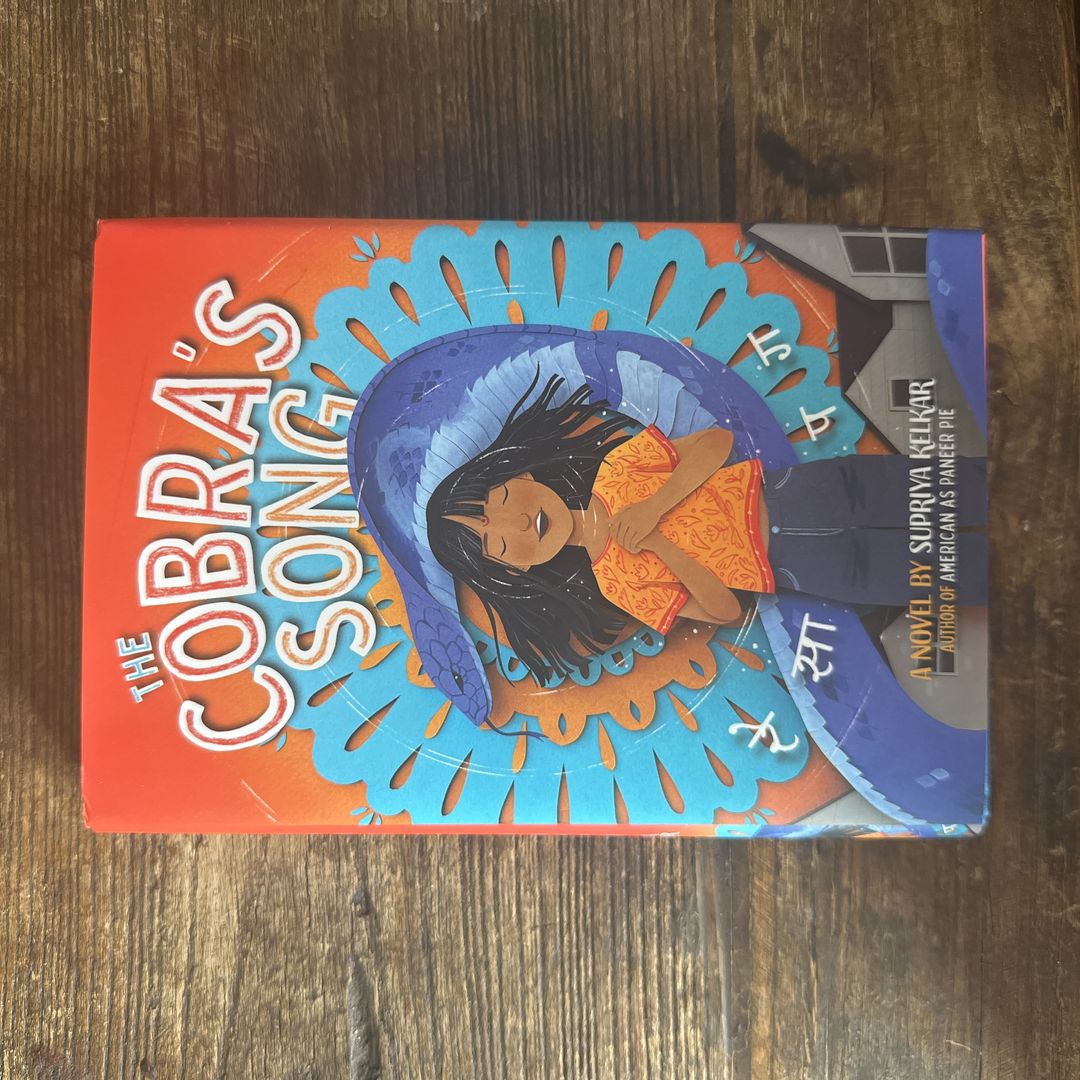 THE
COBRA'S
SONG
रे ग
सा प
A NOVEL BY SUPRIYA KELKAR
AUTHOR OF AMERICAN AS PANEER PIE